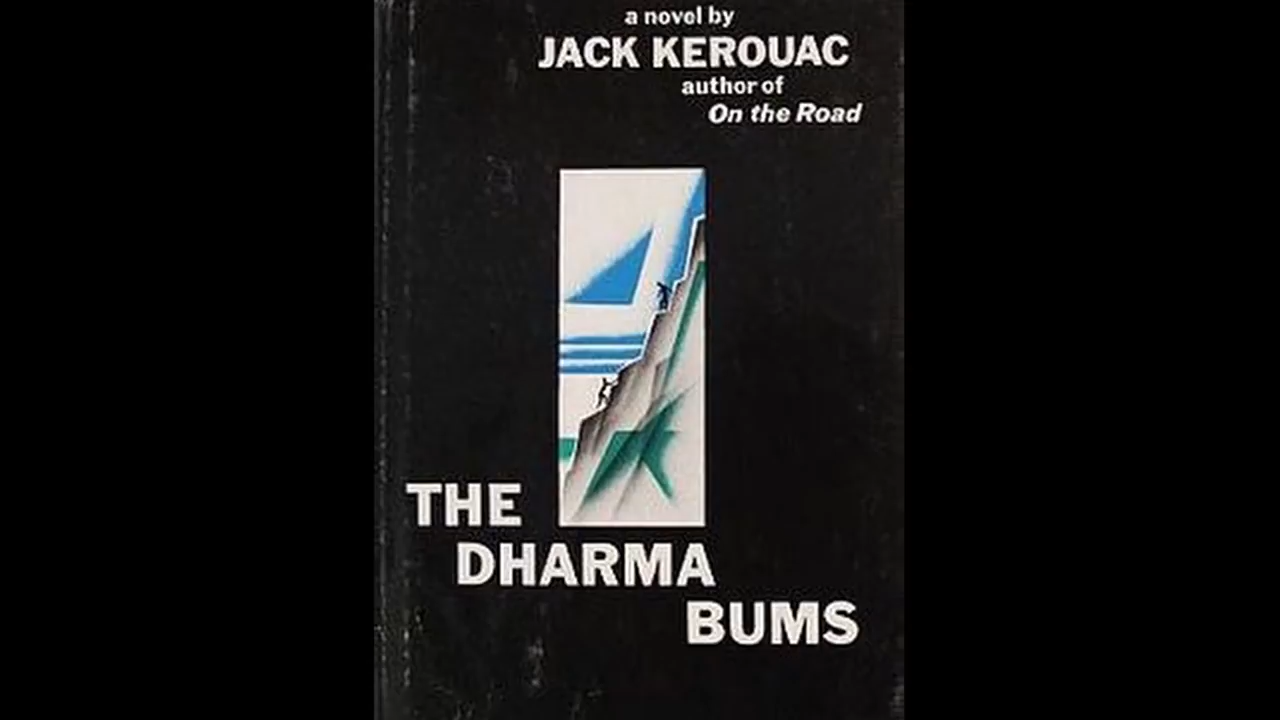 a novel by
JACK KEROUAC
author of
On the Road
THE
DHARMA
BUMS